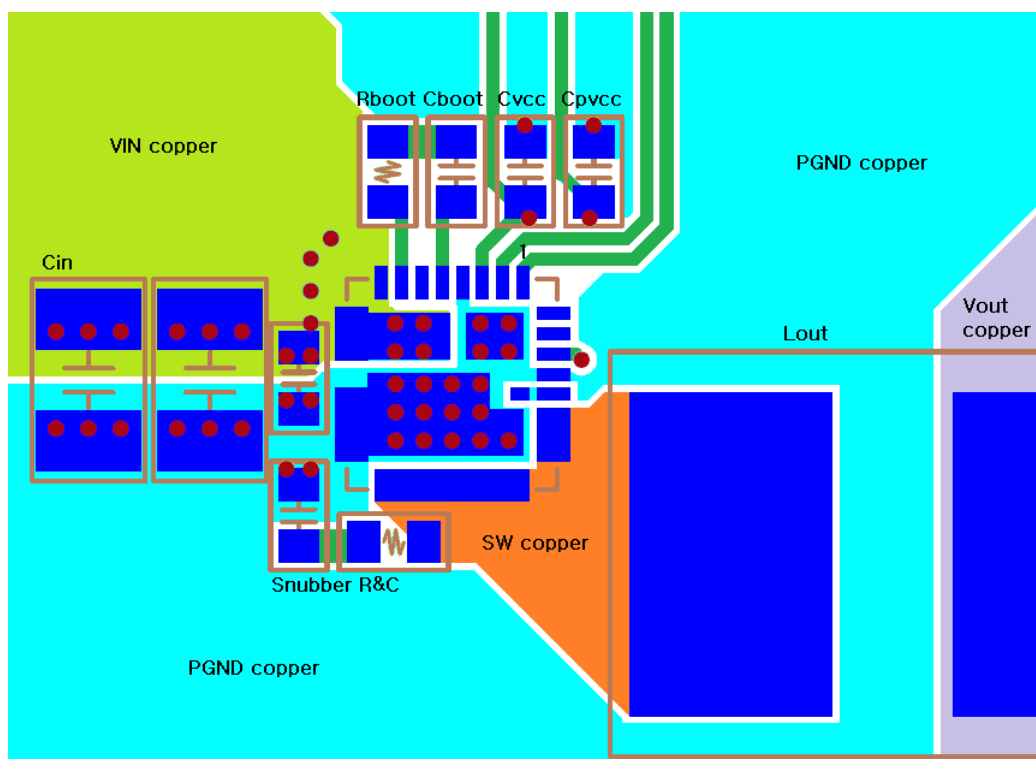 Rboot Cboot Cvcc Cpvcc
VIN copper
PGND copper
1
Cin
Vout
copper
Lout
SW copper
Snubber R&C
PGND copper